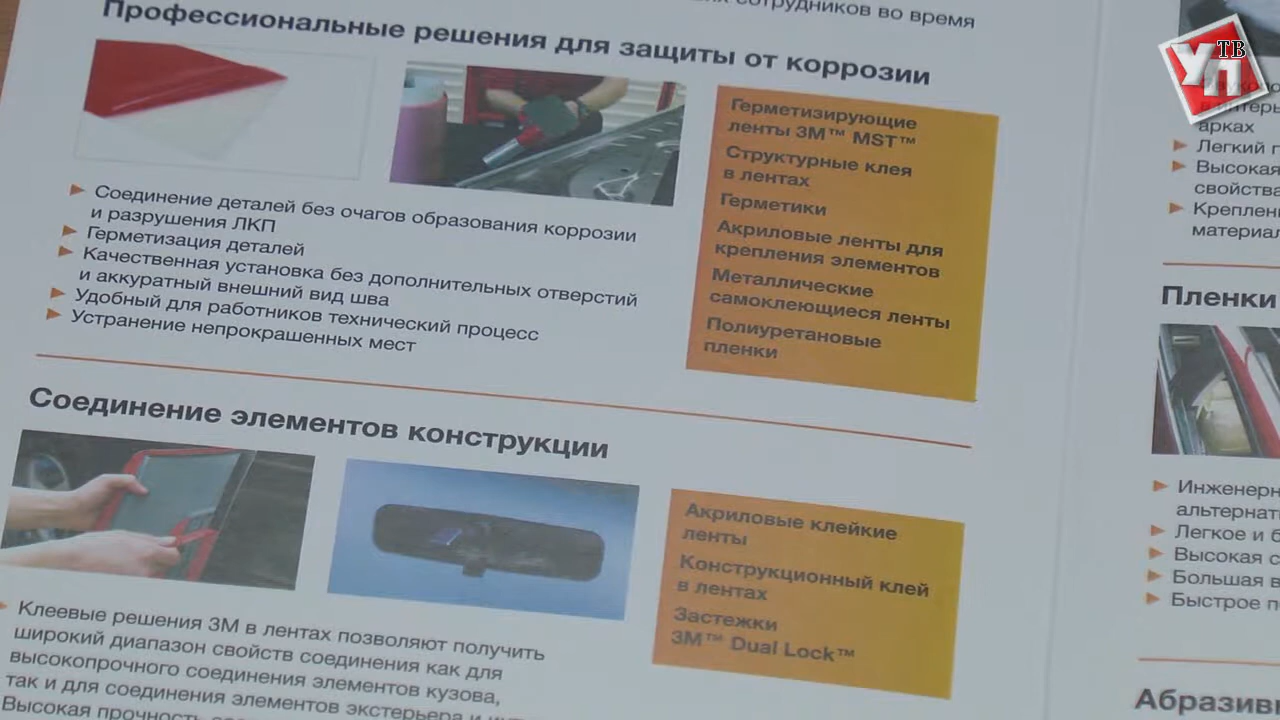 сотрудников во время
Профессиональные решения для защиты от коррозии
Соединение деталей без очагов образования коррозии
и разрушения ЛКП
Герметизация деталей
Качественная установка без дополнительных отверстий
и аккуратный внешний вид шва
Удобный для работников технический процесс
Устранение непрокрашенных мест
Герметизирующие
ленты 3М™ MST™
Структурные клея
в лентах
Герметики
Акриловые ленты для
крепления элементов
Металлические
самоклеющиеся ленты
Полиуретановые
пленки
Соединение элементов конструкции
Акриловые клейкие
ленты
Конструкционный клей
в лентах
Застежки
3М™ Dual Lock™
Клеевые решения 3М в лентах позволяют получить
широкий диапазон свойств соединения как для
высокопрочного соединения элементов кузова,
так и для соединения элементов экстерьера и
Высокая прочность
УП ТВ
арках
Легкий
Высокая
свойства
Пленки
Легкое и
Высокая
Большая
Быстрое